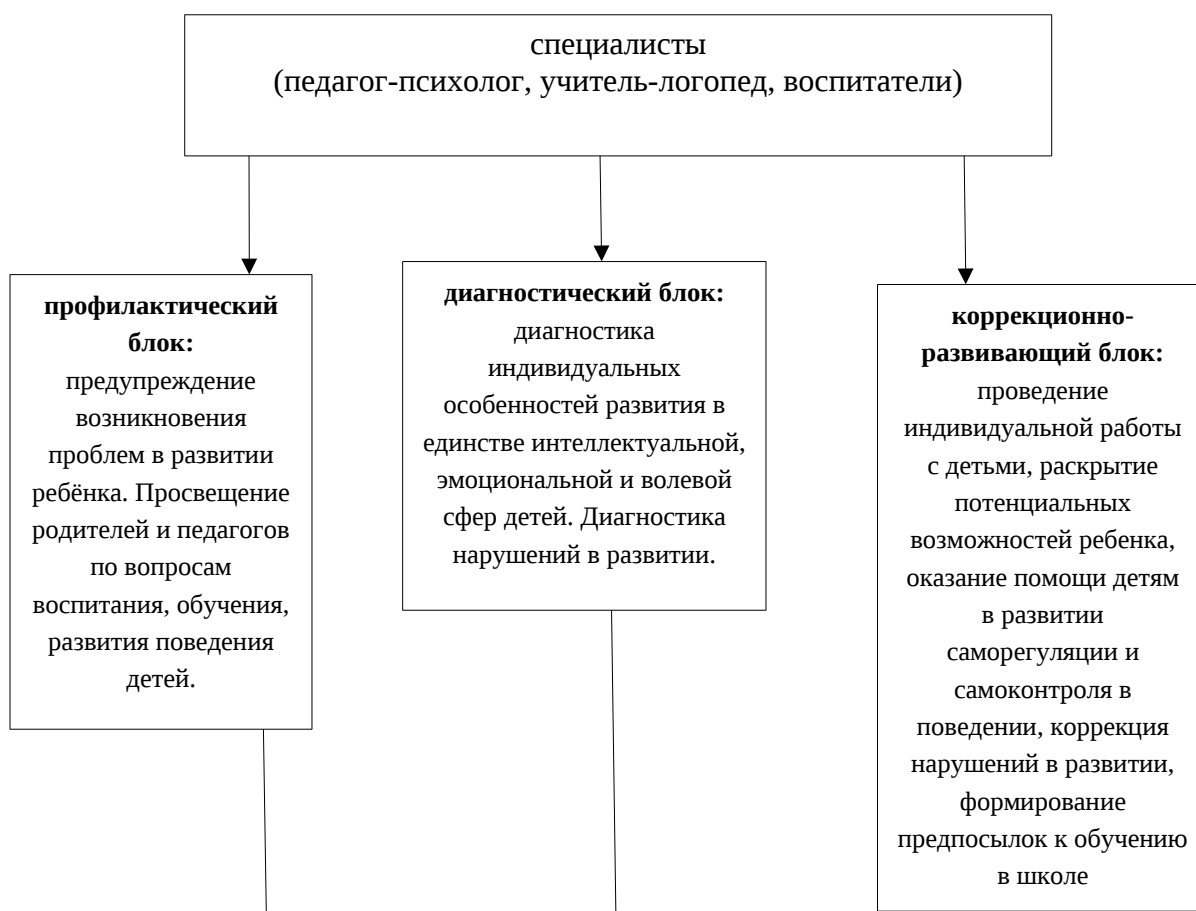 специалисты
(педагог-психолог, учитель-логопед, воспитатели)
профилактический
блок:
предупреждение
возникновения
проблем в развитии
ребёнка. Просвещение
родителей и педагогов
по вопросам
воспитания, обучения,
развития поведения
детей.
диагностический блок:
диагностика
индивидуальных
особенностей развития в
единстве интеллектуальной,
эмоциональной и волевой
сфер детей. Диагностика
нарушений в развитии.
коррекционно-
развивающий блок:
проведение
индивидуальной работы
с детьми, раскрытие
потенциальных
возможностей ребенка,
оказание помощи детям
в развитии
саморегуляции и
самоконтроля в
поведении, коррекция
нарушений в развитии,
формирование
предпосылок к обучению
в школе